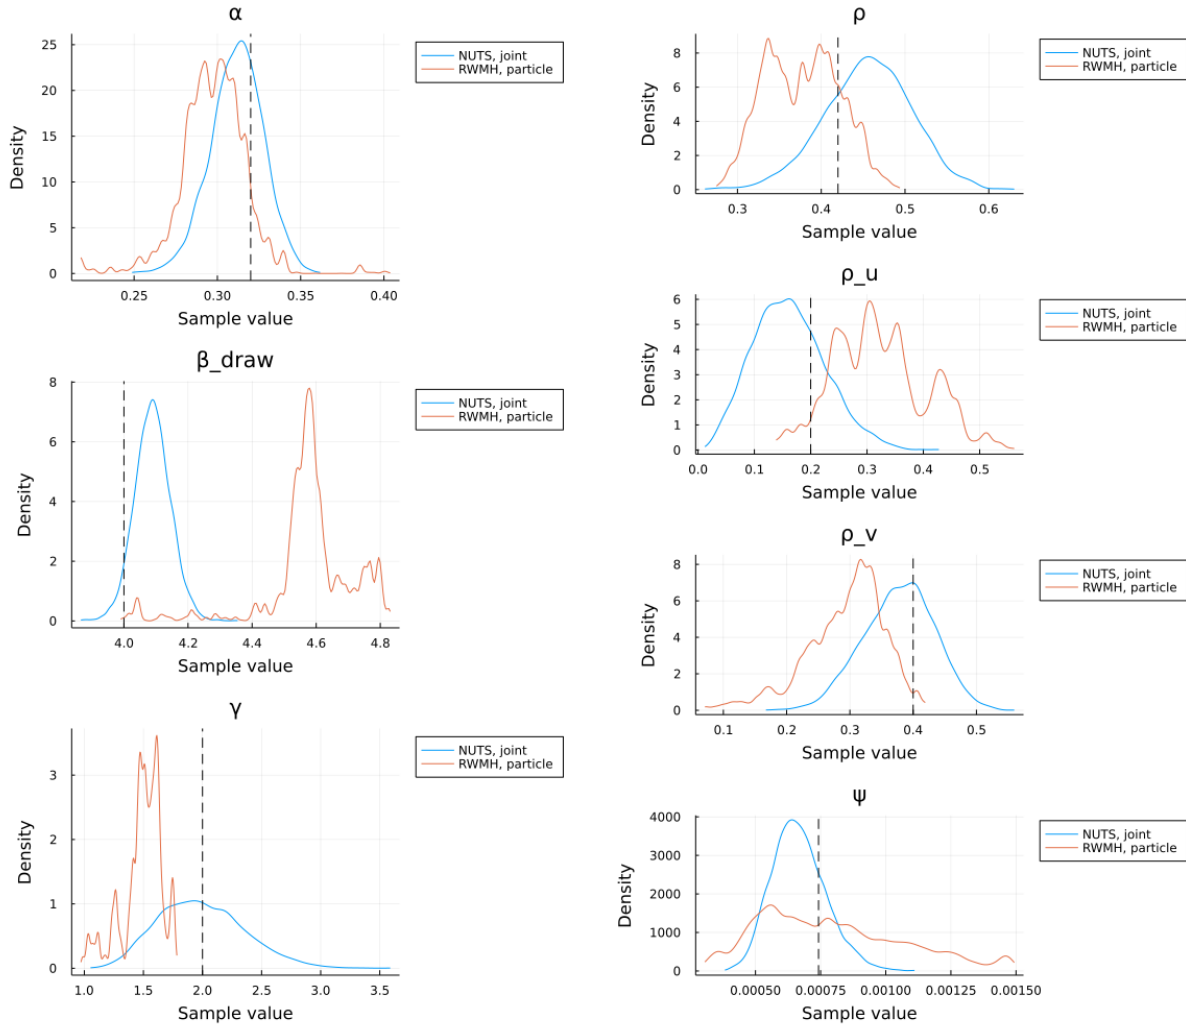 α
NUTS, joint
RWMH, particle
Density
25
20
15
10
5
0
0.25 0.30 0.35 0.40
Sample value
β_draw
NUTS, joint
RWMH, particle
Density
8
6
4
2
0
4.0 4.2 4.4 4.6 4.8
Sample value
γ
NUTS, joint
RWMH, particle
Density
3
2
1
0
1.0 1.5 2.0 2.5 3.0 3.5
Sample value
ρ
NUTS, joint
RWMH, particle
Density
8
6
4
2
0
0.3 0.4 0.5 0.6
Sample value
ρ_u
NUTS, joint
RWMH, particle
Density
6
5
4
3
2
1
0
0.0 0.1 0.2 0.3 0.4 0.5
Sample value
ρ_v
NUTS, joint
RWMH, particle
Density
8
6
4
2
0
0.1 0.2 0.3 0.4 0.5
Sample value
ψ
NUTS, joint
RWMH, particle
Density
4000
3000
2000
1000
0
0.00050 0.00075 0.00100 0.00125 0.00150
Sample value